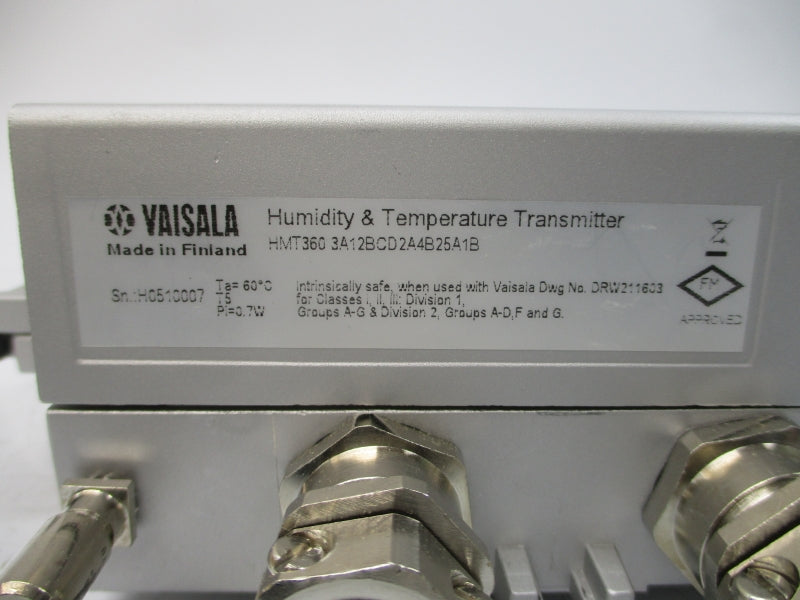 VAISALA
Made in Finland
Humidity & Temperature Transmitter
HMT360 3A12BCD2A4B25A1B
Sn.:H0510007
Ta= 60°C
T5
Pi=0.7W
Intrinsically safe, when used with Vaisala Dwg No. DRW211603
for Classes I, II, III: Division 1,
Groups A-G & Division 2, Groups A-D,F and G.
FM
APPROVED